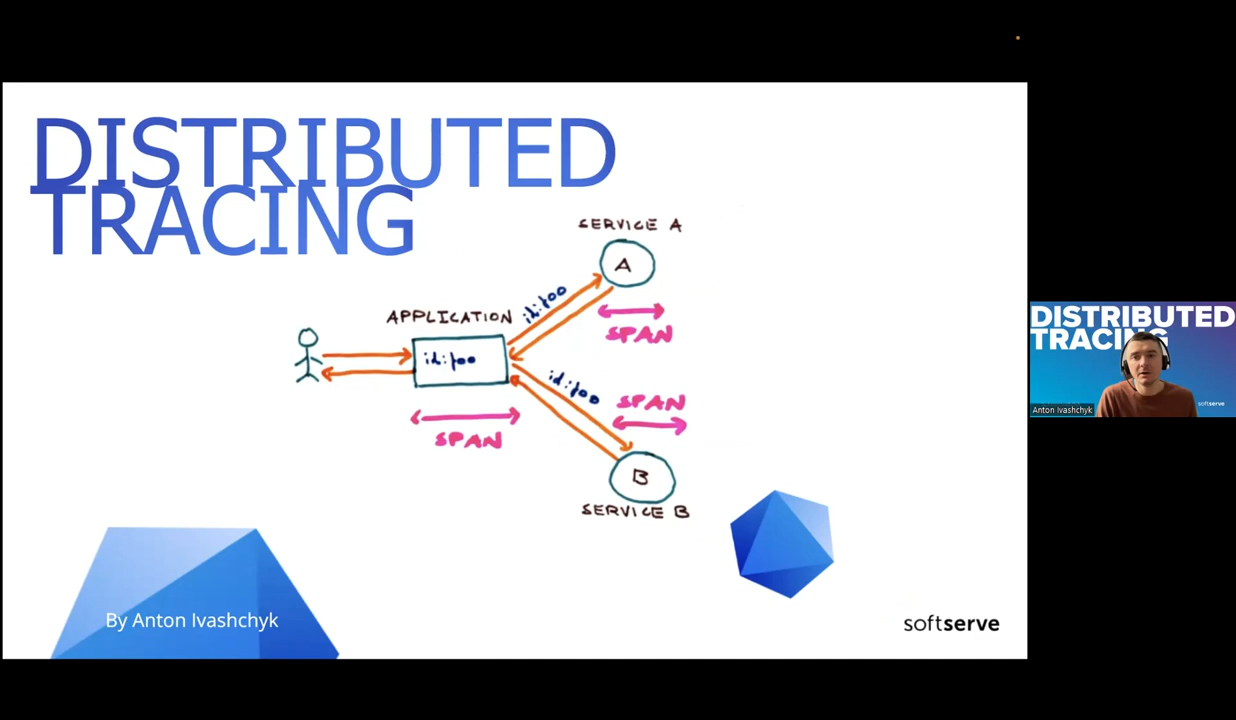 DISTRIBUTED
TRACING
SERVICE A
A
id:foo
APPLICATION
id:foo
SPAN
id:foo
SPAN
SPAN
B
SERVICE B
By Anton Ivashchyk
softserve
DISTRIBUTED
TRACING
Anton Ivashchyk
softserve